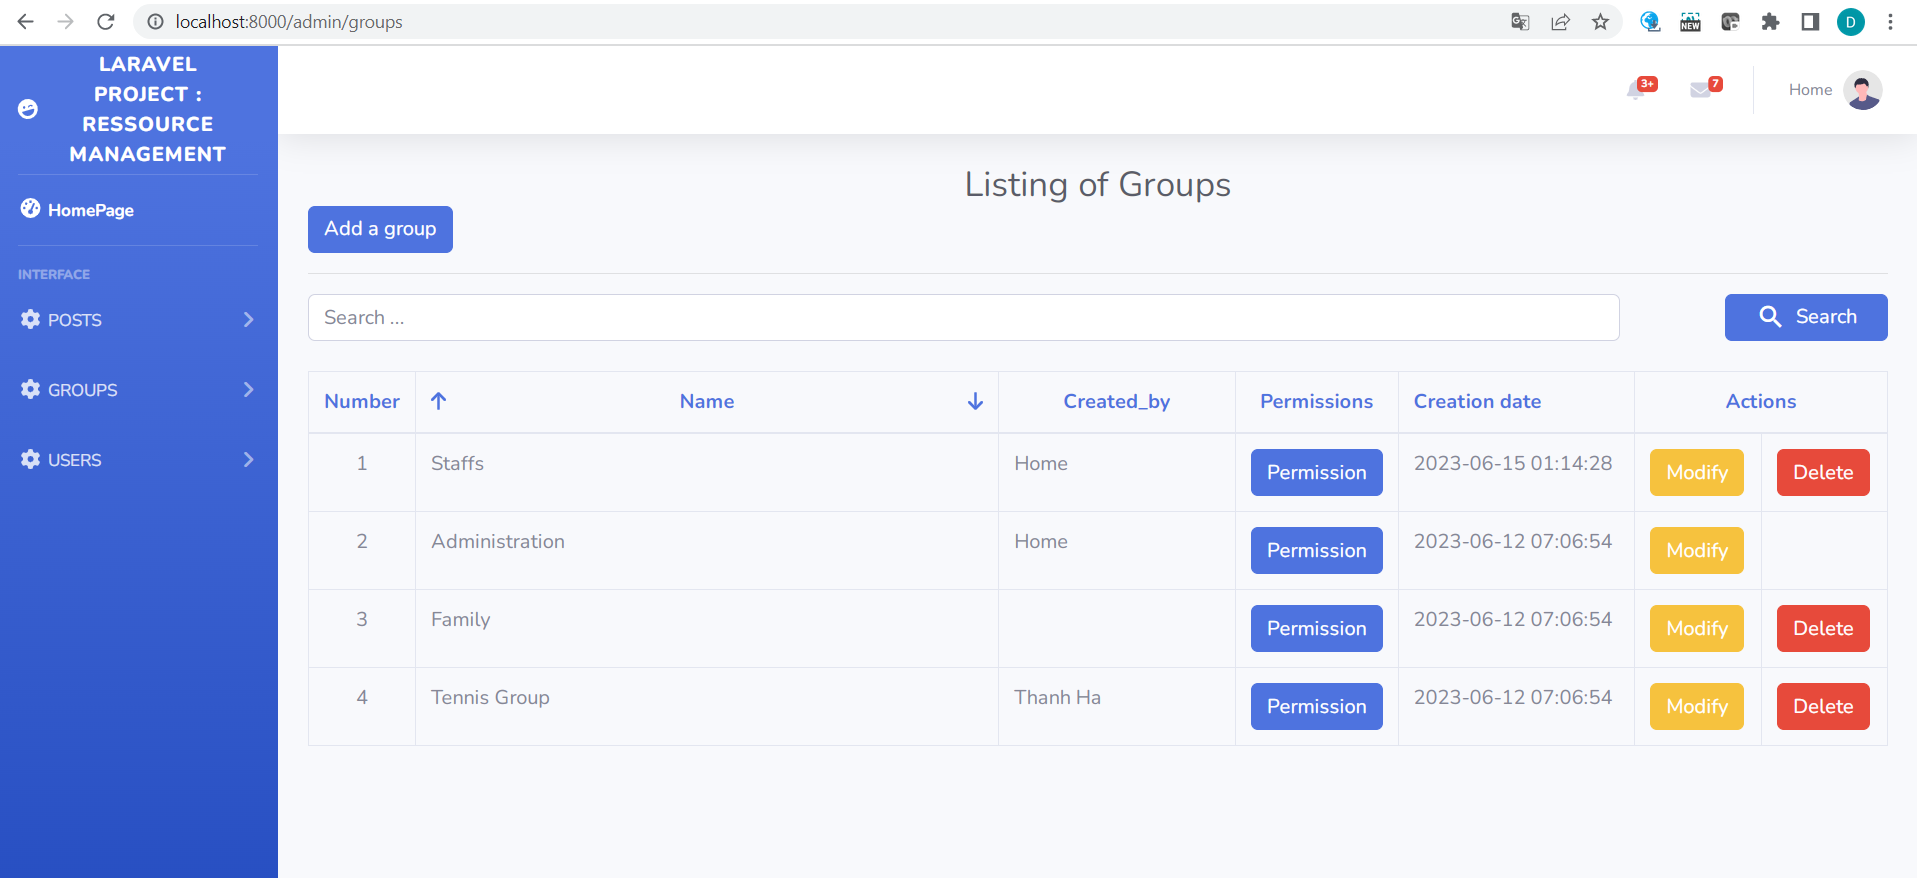 localhost:8000/admin/groups
NEW
D
LARAVEL
PROJECT :
RESSOURCE
MANAGEMENT
3+
7
Home
HomePage
INTERFACE
POSTS
GROUPS
USERS
Listing of Groups
Add a group
Search ...
Search
Number Name Created_by Permissions Creation date Actions
1 Staffs Home Permission 2023-06-15 01:14:28 Modify Delete
2 Administration Home Permission 2023-06-12 07:06:54 Modify
3 Family Permission 2023-06-12 07:06:54 Modify Delete
4 Tennis Group Thanh Ha Permission 2023-06-12 07:06:54 Modify Delete